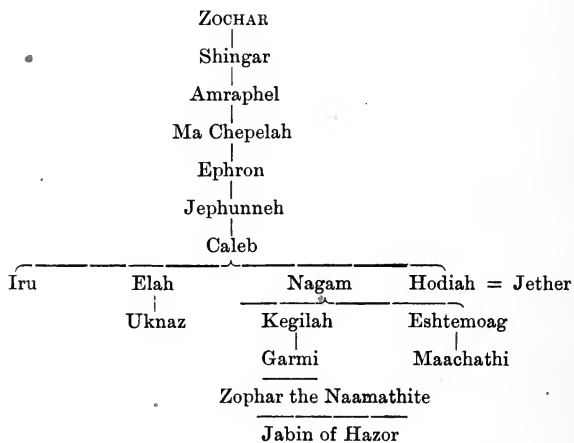 ZOCHAR
Shingar
Amraphel
Ma Chepelah
Ephron
Jephunneh
Caleb
Iru Elah Nagam Hodiah = Jether
Uknaz Kegilah Eshtemoag
Garmi Maachathi
Zophar the Naamathite
Jabin of Hazor